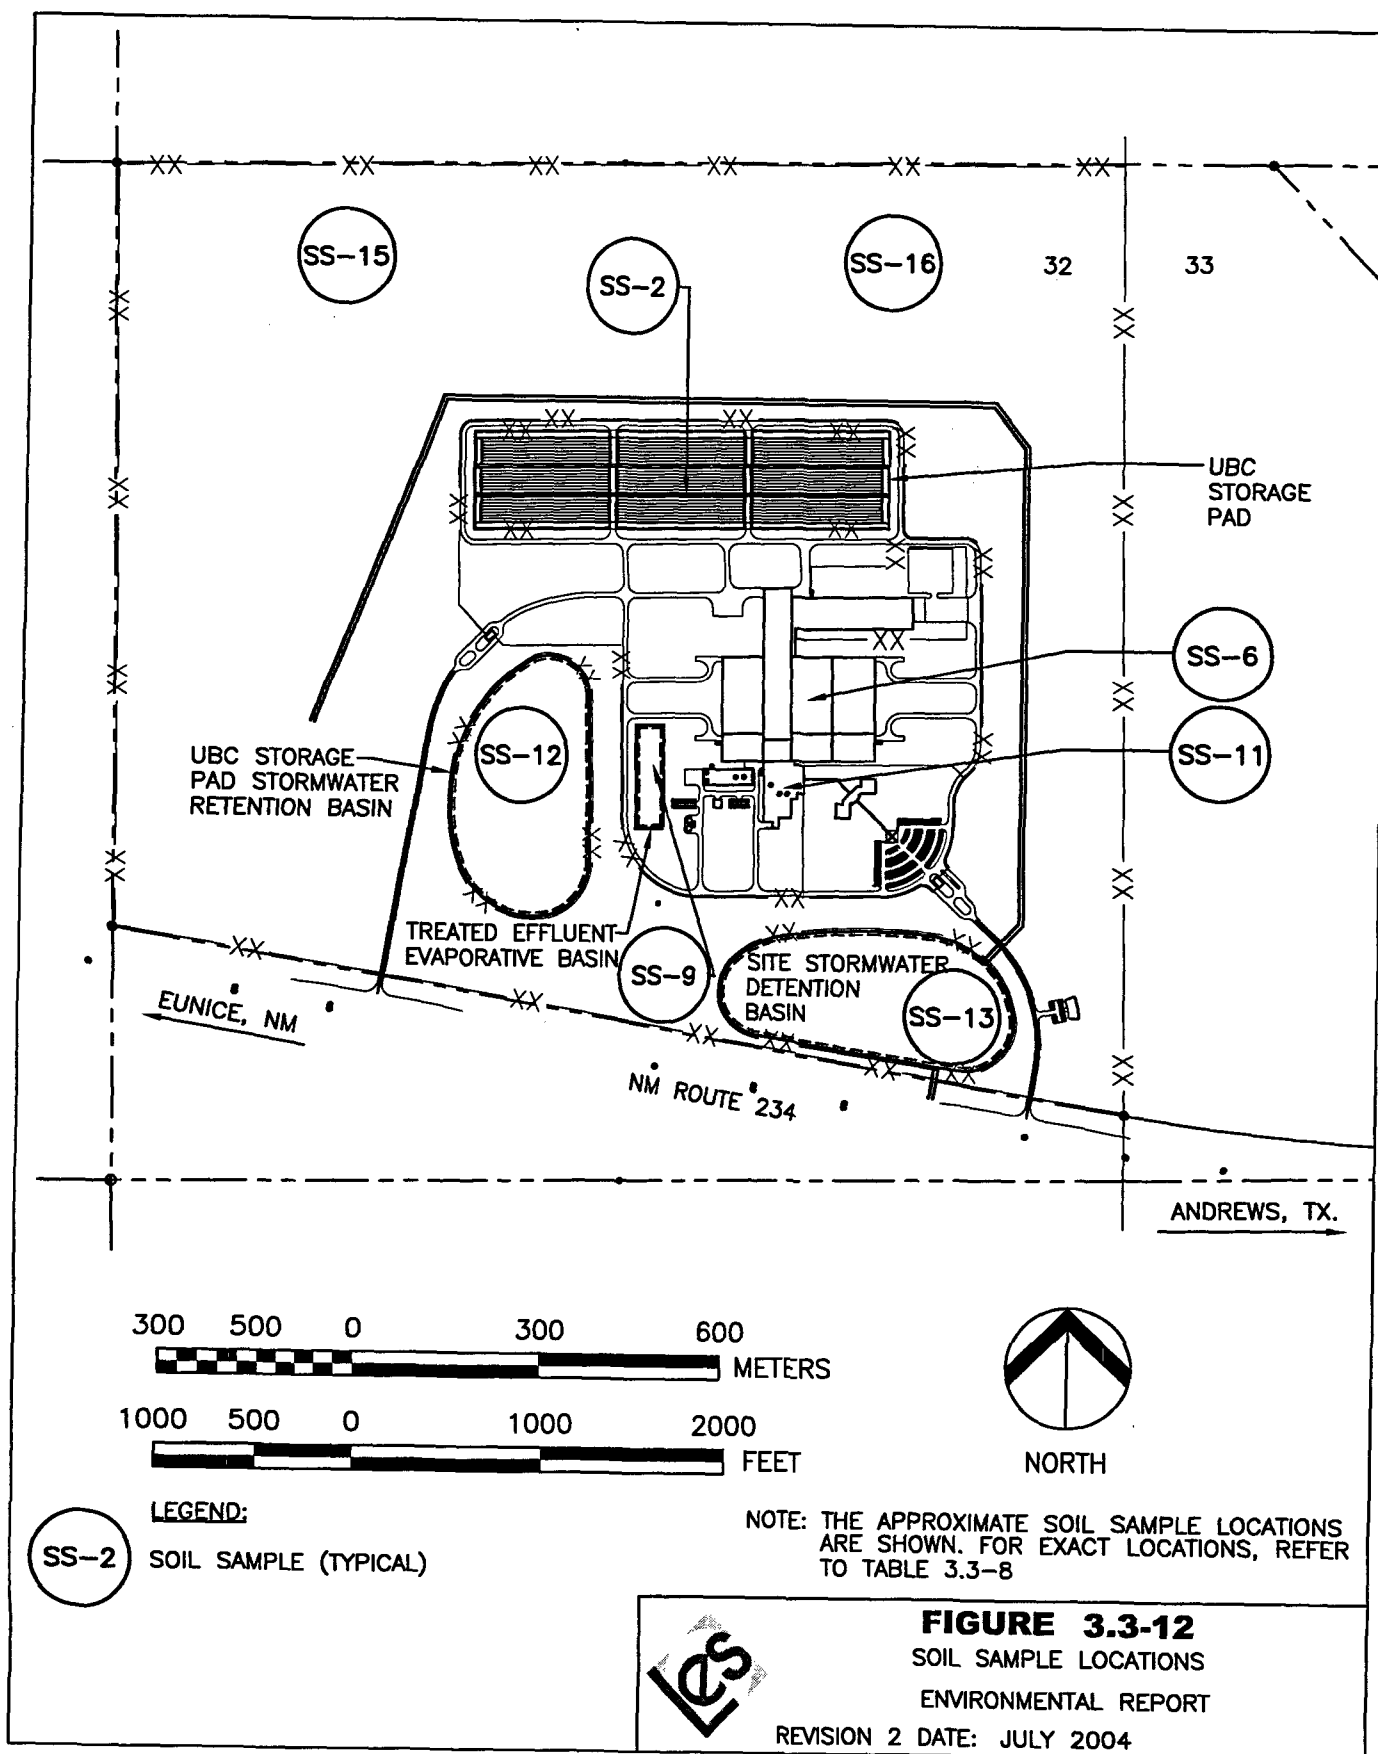 SS-15
SS-2
SS-16
32
33
UBC
STORAGE
PAD
SS-6
SS-11
SS-12
UBC STORAGE
PAD STORMWATER
RETENTION BASIN
TREATED EFFLUENT
EVAPORATIVE BASIN
SS-9
SITE STORMWATER
DETENTION
BASIN
SS-13
EUNICE, NM
NM ROUTE 234
ANDREWS, TX.
300 500 0 300 600
METERS
1000 500 0 1000 2000
FEET
NORTH
LEGEND:
SS-2 SOIL SAMPLE (TYPICAL)
NOTE: THE APPROXIMATE SOIL SAMPLE LOCATIONS
ARE SHOWN. FOR EXACT LOCATIONS, REFER
TO TABLE 3.3-8
Les
FIGURE 3.3-12
SOIL SAMPLE LOCATIONS
ENVIRONMENTAL REPORT
REVISION 2 DATE: JULY 2004